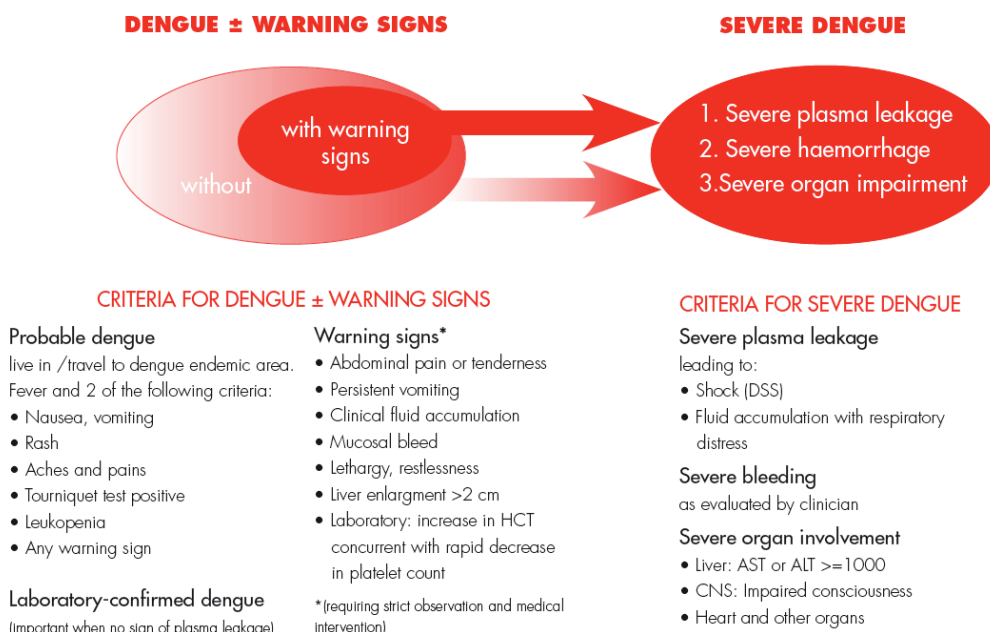 DENGUE ± WARNING SIGNS
SEVERE DENGUE
with warning
signs
without
1. Severe plasma leakage
2. Severe haemorrhage
3.Severe organ impairment
CRITERIA FOR DENGUE ± WARNING SIGNS
Probable dengue
live in /travel to dengue endemic area.
Fever and 2 of the following criteria:
• Nausea, vomiting
• Rash
• Aches and pains
• Tourniquet test positive
• Leukopenia
• Any warning sign
Laboratory-confirmed dengue
(important when no sign of plasma leakage)
Warning signs*
• Abdominal pain or tenderness
• Persistent vomiting
• Clinical fluid accumulation
• Mucosal bleed
• Lethargy, restlessness
• Liver enlargment >2 cm
• Laboratory: increase in HCT
concurrent with rapid decrease
in platelet count
*(requiring strict observation and medical
intervention)
CRITERIA FOR SEVERE DENGUE
Severe plasma leakage
leading to:
• Shock (DSS)
• Fluid accumulation with respiratory
distress
Severe bleeding
as evaluated by clinician
Severe organ involvement
• Liver: AST or ALT >=1000
• CNS: Impaired consciousness
• Heart and other organs